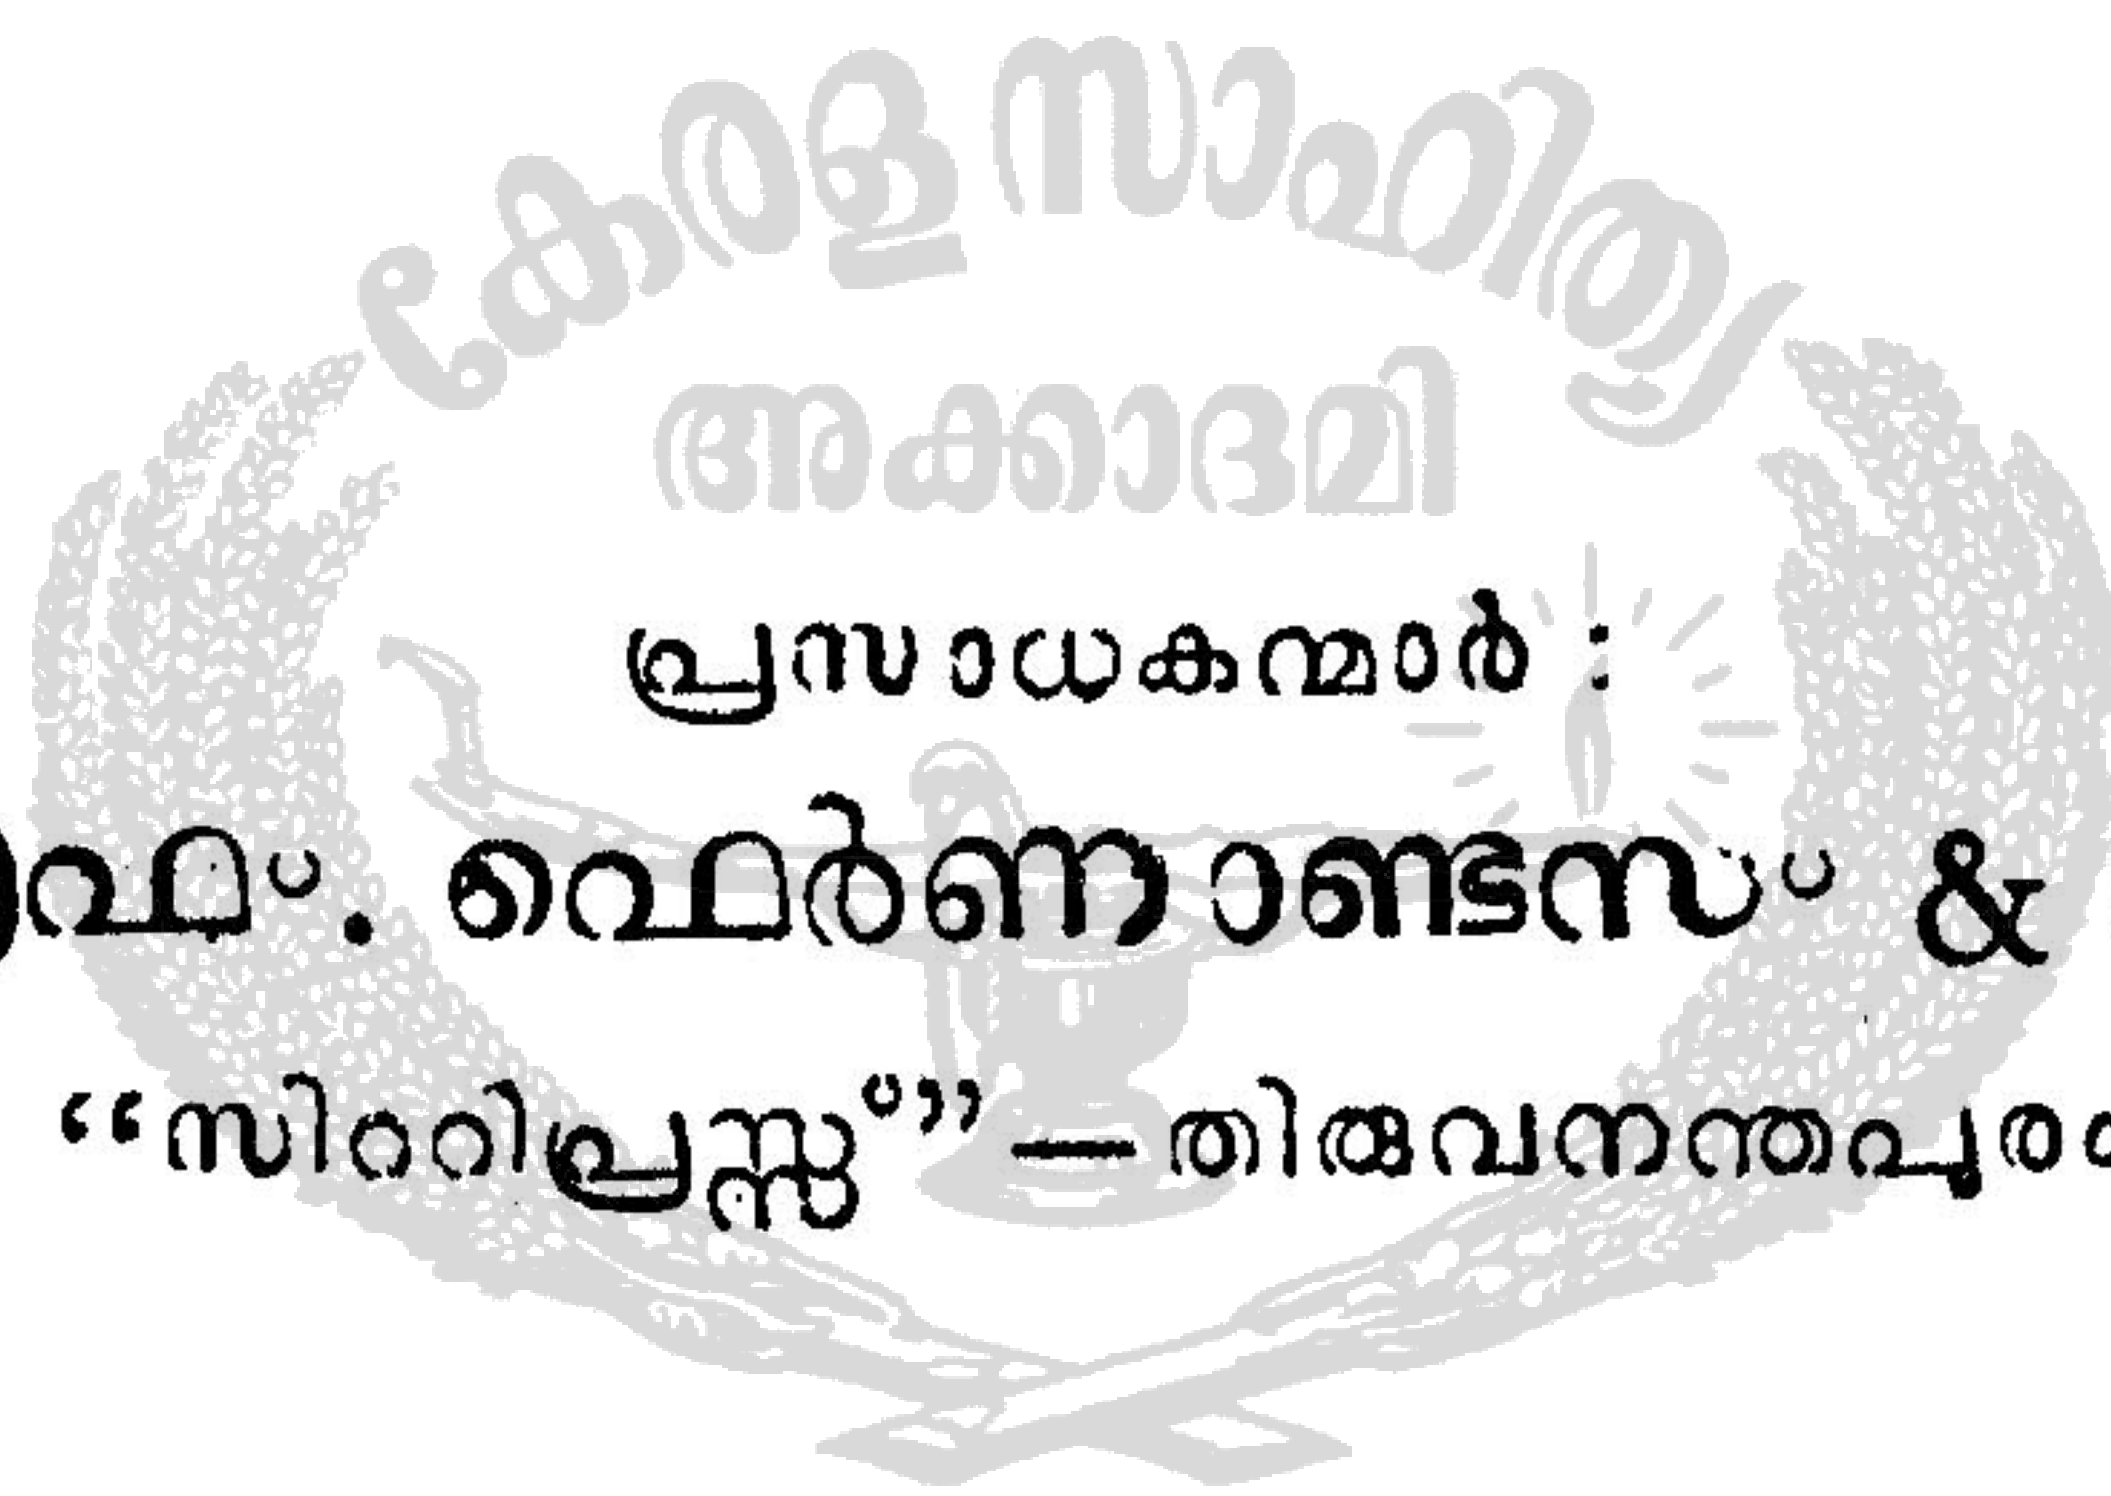 കേരള സാഹിത്യ
അക്കാദമി
പ്രസാധകന്മാർ :
ഫെർണാണ്ടസ് &
“സിററിപ്രസ്സ്”—തിരുവനന്തപുരം